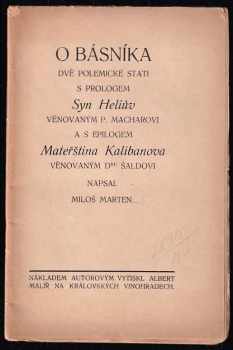 O BÁSNÍKA
DVĚ POLEMICKÉ STATI
S PROLOGEM
Syn Heliův
VĚNOVANÝM P. MACHAROVI
A S EPILOGEM
Mateřština Kalibanova
VĚNOVANÝM DRU ŠALDOVI
NAPSAL
MILOŠ MARTEN
NÁKLADEM AUTOROVÝM VYTISKL ALBERT
MALÍŘ NA KRÁLOVSKÝCH VINOHRADECH.